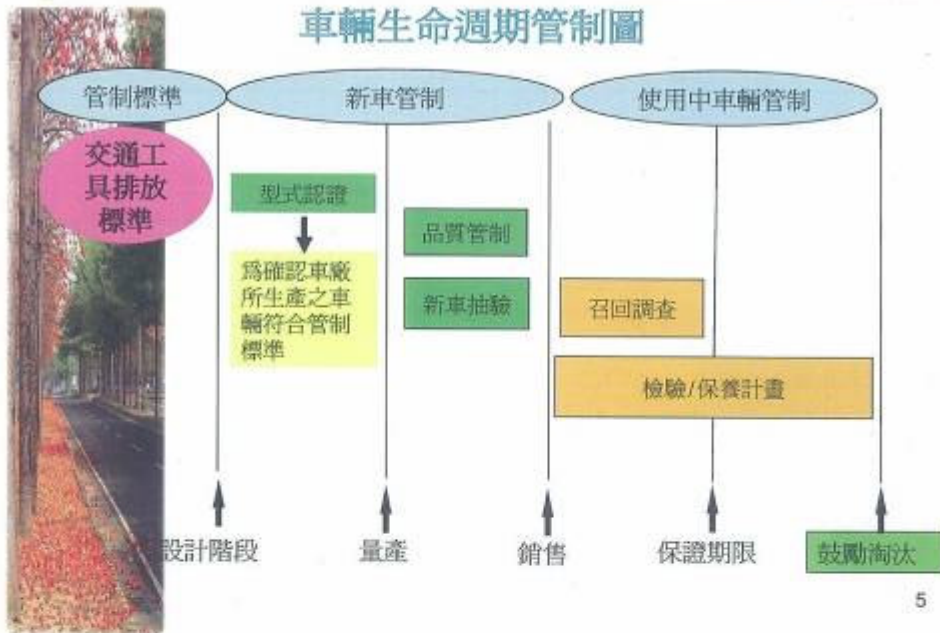 車輛生命週期管制圖
管制標準
新車管制
使用中車輛管制
交通工
具排放
標準
型式認證
品質管制
爲確認車廠
所生產之車
輛符合管制
標準
新車抽驗
召回調查
檢驗/保養計畫
設計階段
量產
銷售
保證期限
鼓勵淘汰
5